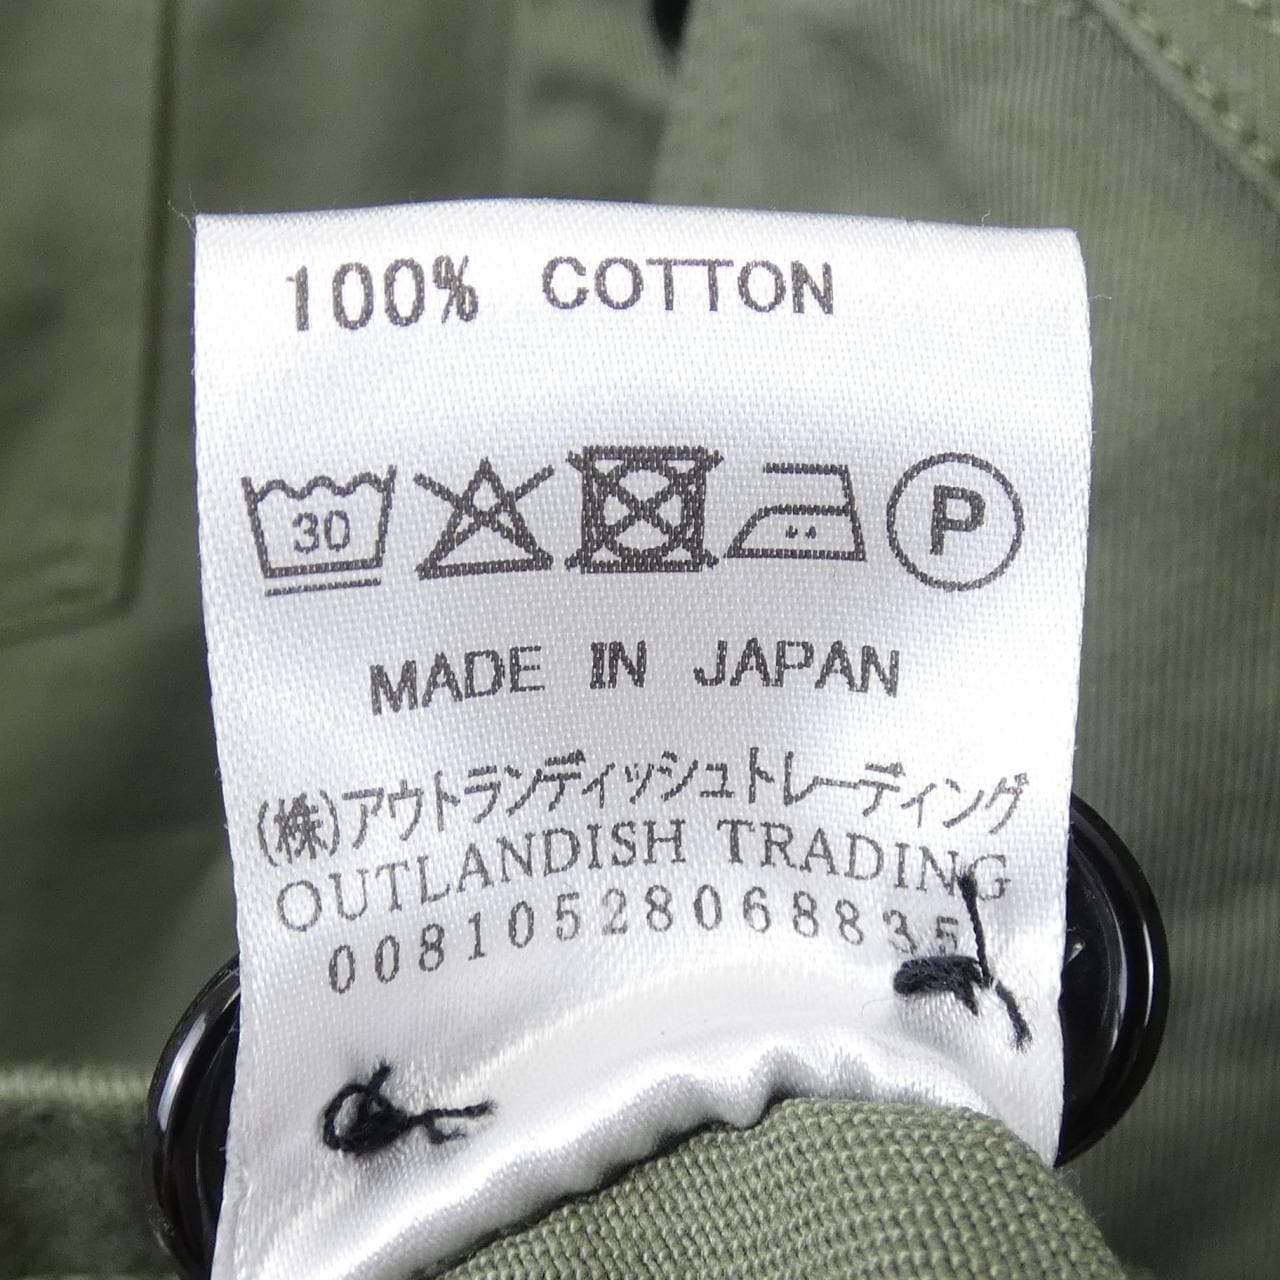 100% COTTON
30 P
MADE IN JAPAN
(株)アウトランディッシュトレーディング
OUTLANDISH TRADING
00810528068835